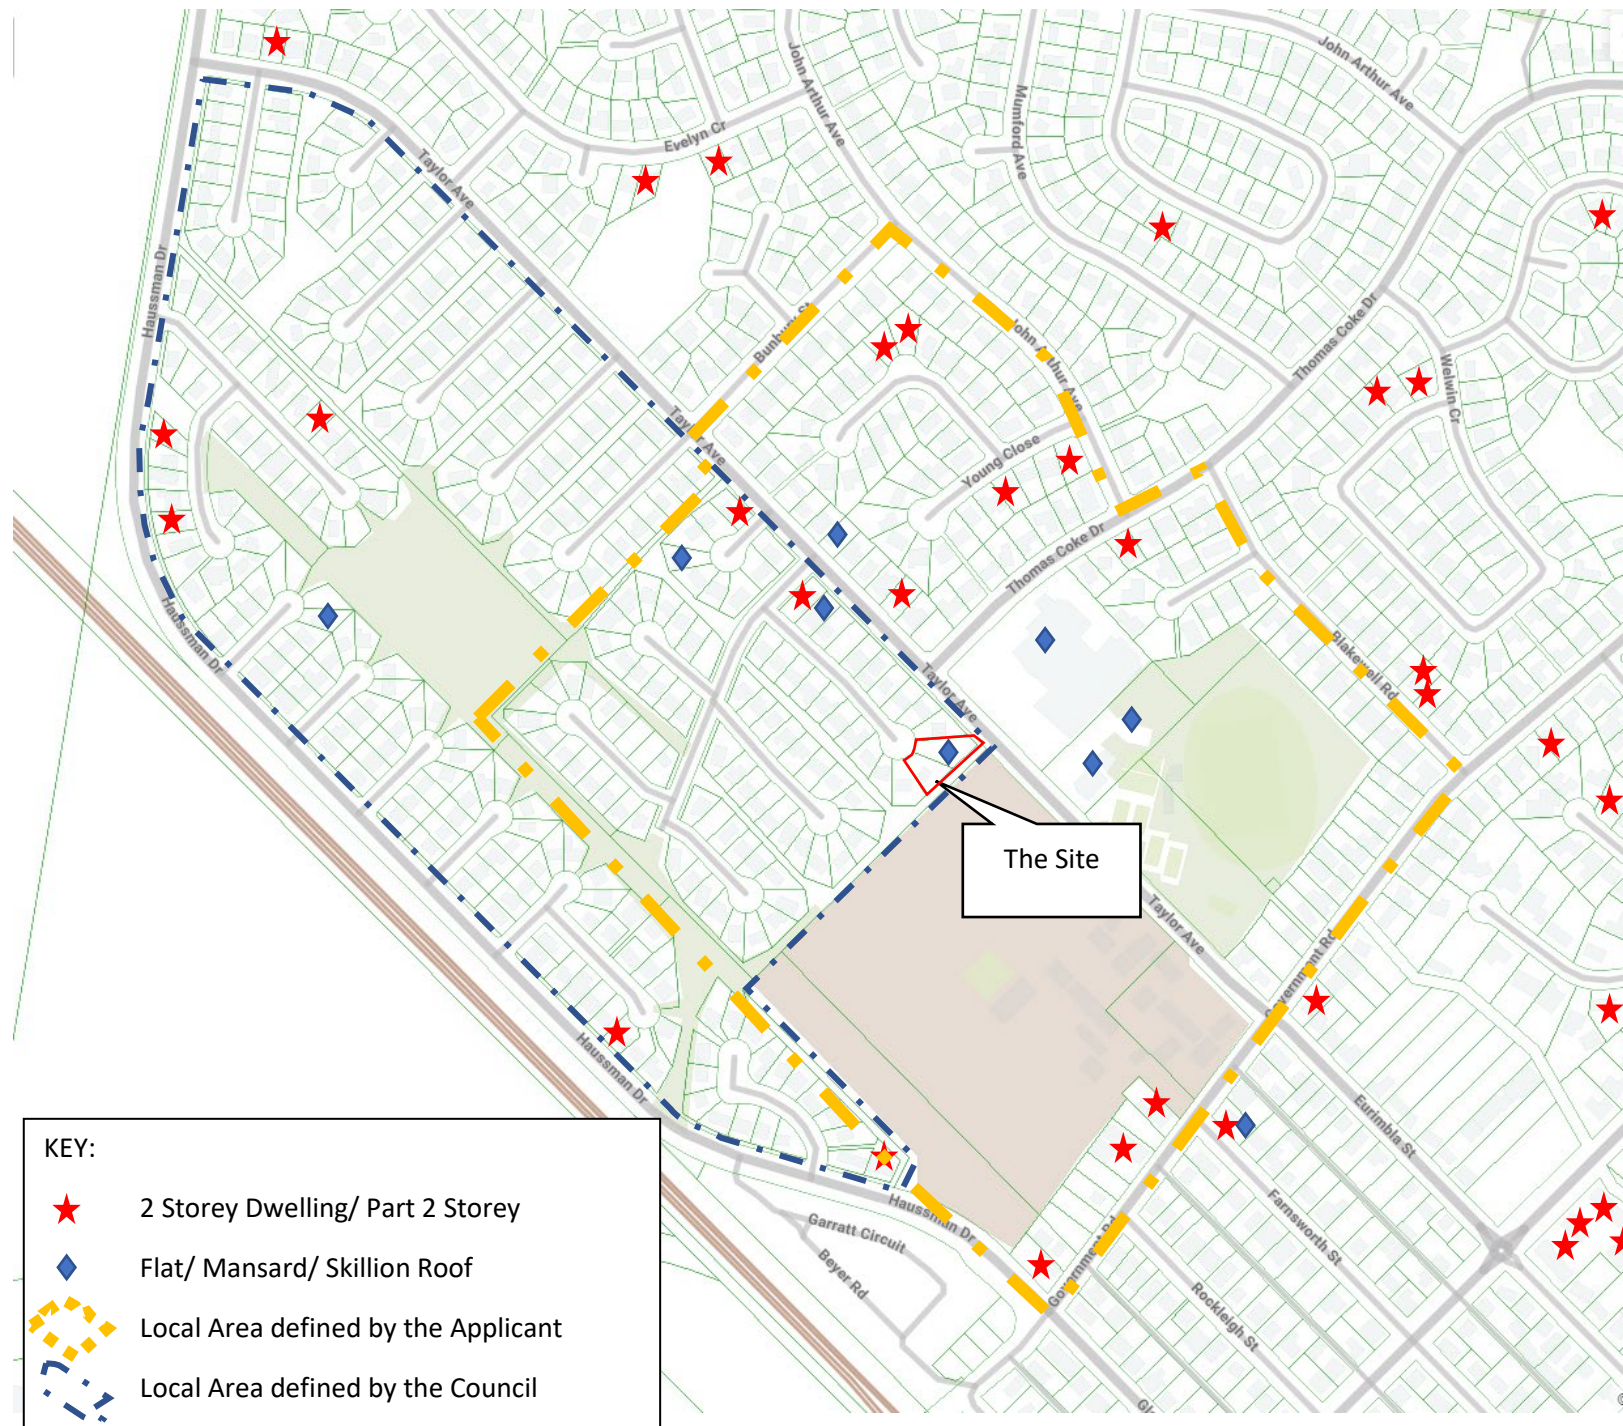 John Arthur Ave
John Arthur Ave
Mumford Ave
Evelyn Cr
Taylor Ave
Haussman Dr
Thomas Coke Dr
Bunbury St
John Arthur Ave
Welwin Cr
Taylor Ave
Young Close
Thomas Coke Dr
Haussman Dr
Blakewell Rd
Taylor Ave
The Site
Taylor Ave
Government Rd
Haussman Dr
Eurimbla St
KEY:
2 Storey Dwelling/ Part 2 Storey
Flat/ Mansard/ Skillion Roof
Local Area defined by the Applicant
Local Area defined by the Council
Haussman Dr
Garratt Circuit
Beyer Rd
Government Rd
Farnsworth St
Rockleigh St